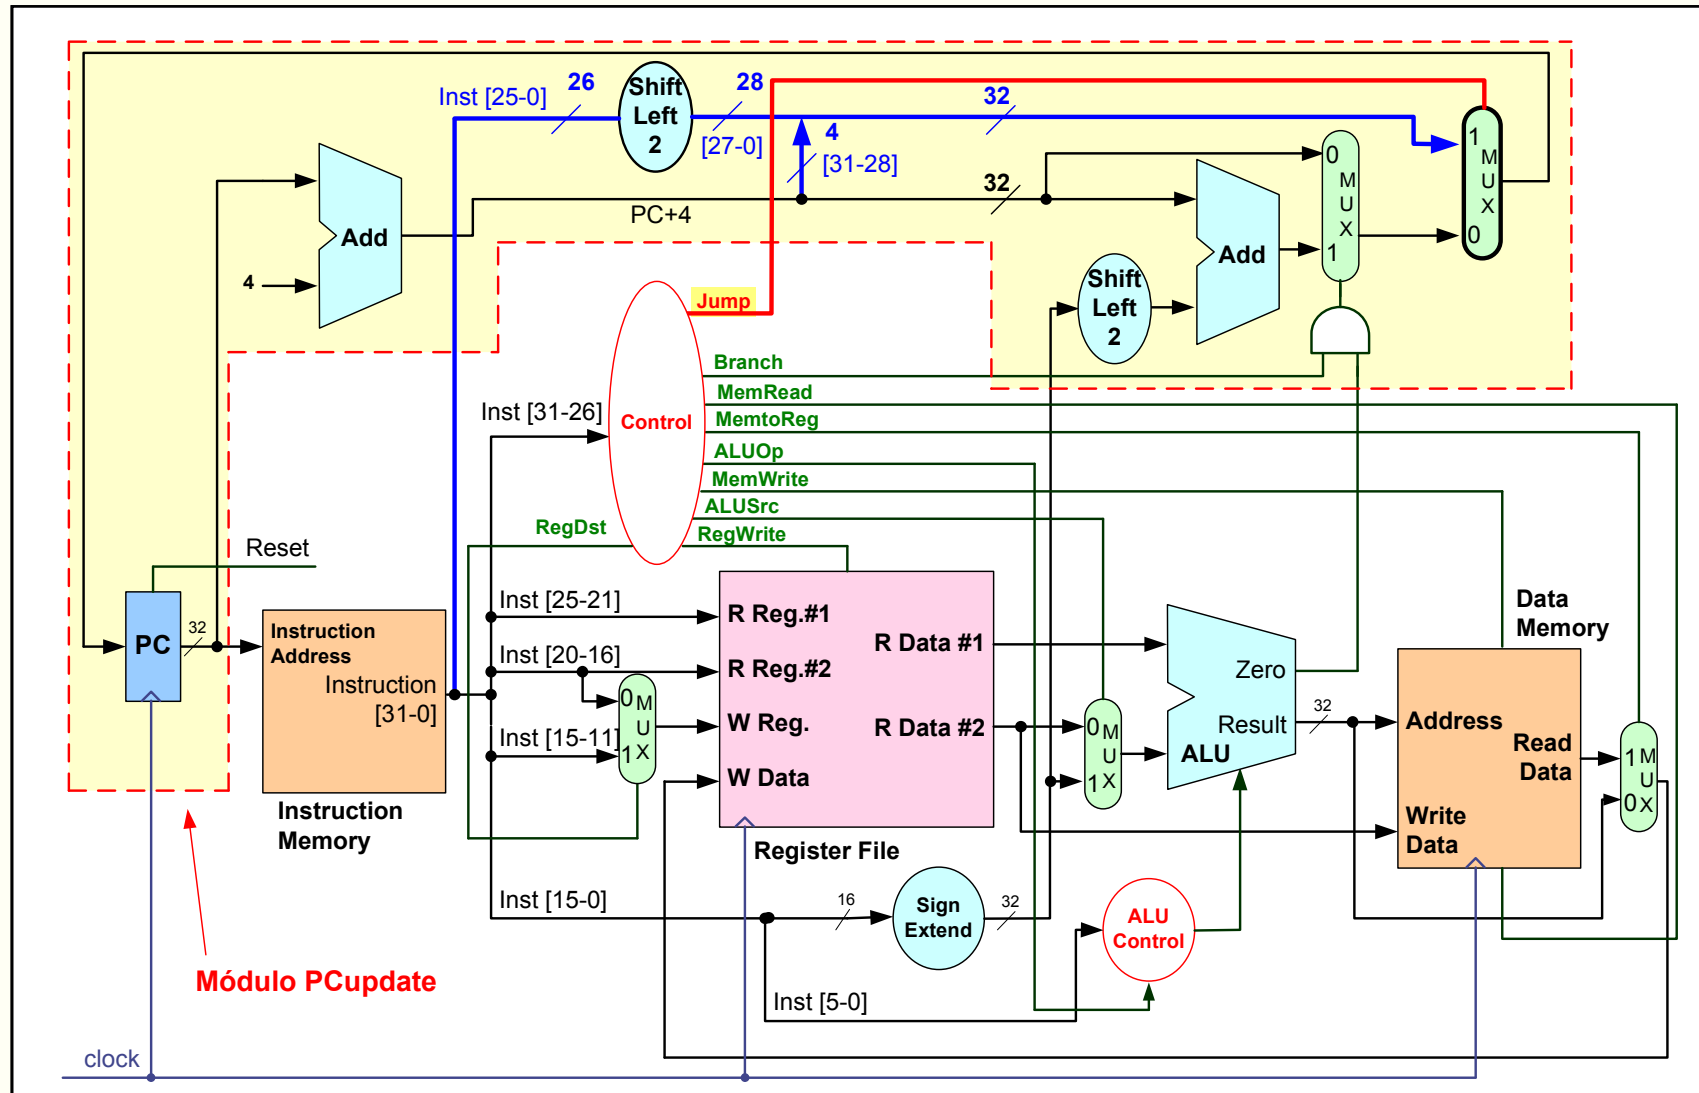 Inst [25-0]
26
Shift
Left
2
28
[27-0]
4
[31-28]
32
1
M
U
X
0
0
M
U
X
1
32
PC+4
Add
4
Add
Shift
Left
2
Jump
Branch
MemRead
MemtoReg
ALUOp
MemWrite
ALUSrc
RegWrite
RegDst
Control
Inst [31-26]
Reset
PC
32
Instruction
Address
Instruction
[31-0]
Instruction
Memory
Inst [25-21]
Inst [20-16]
Inst [15-11]
0
M
U
X
1
R Reg.#1
R Reg.#2
W Reg.
W Data
R Data #1
R Data #2
Register File
0
M
U
X
1
Zero
Result
ALU
32
Data
Memory
Address
Read
Data
Write
Data
1
M
U
X
0
Inst [15-0]
16
Sign
Extend
32
ALU
Control
Inst [5-0]
Módulo PCupdate
clock